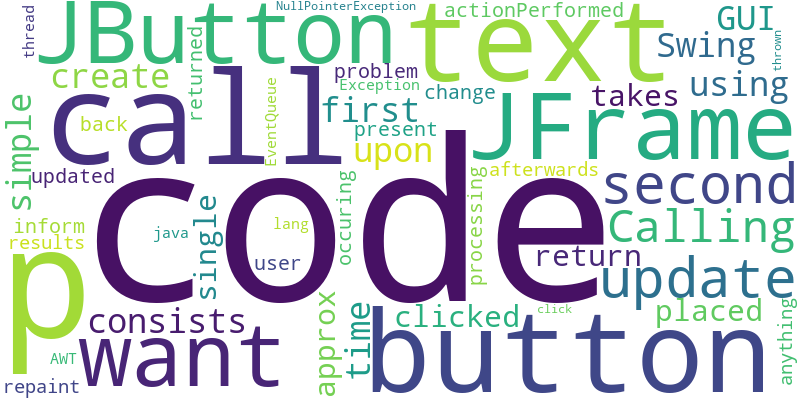 NullPointerException
JButton
text
actionPerformed
GUI
thread
Swing
thrown
create
returned
problem
Exception
call
EventQueue
change
takes
using
first
JFrame
back
present
upon
simple
updated
code
afterwards
second
occuring
processing
single
inform
results
java
lang
Calling
p
user
return
update
approx
time
consists
clicked
click
placed
anything
want
button
AWT
repaint